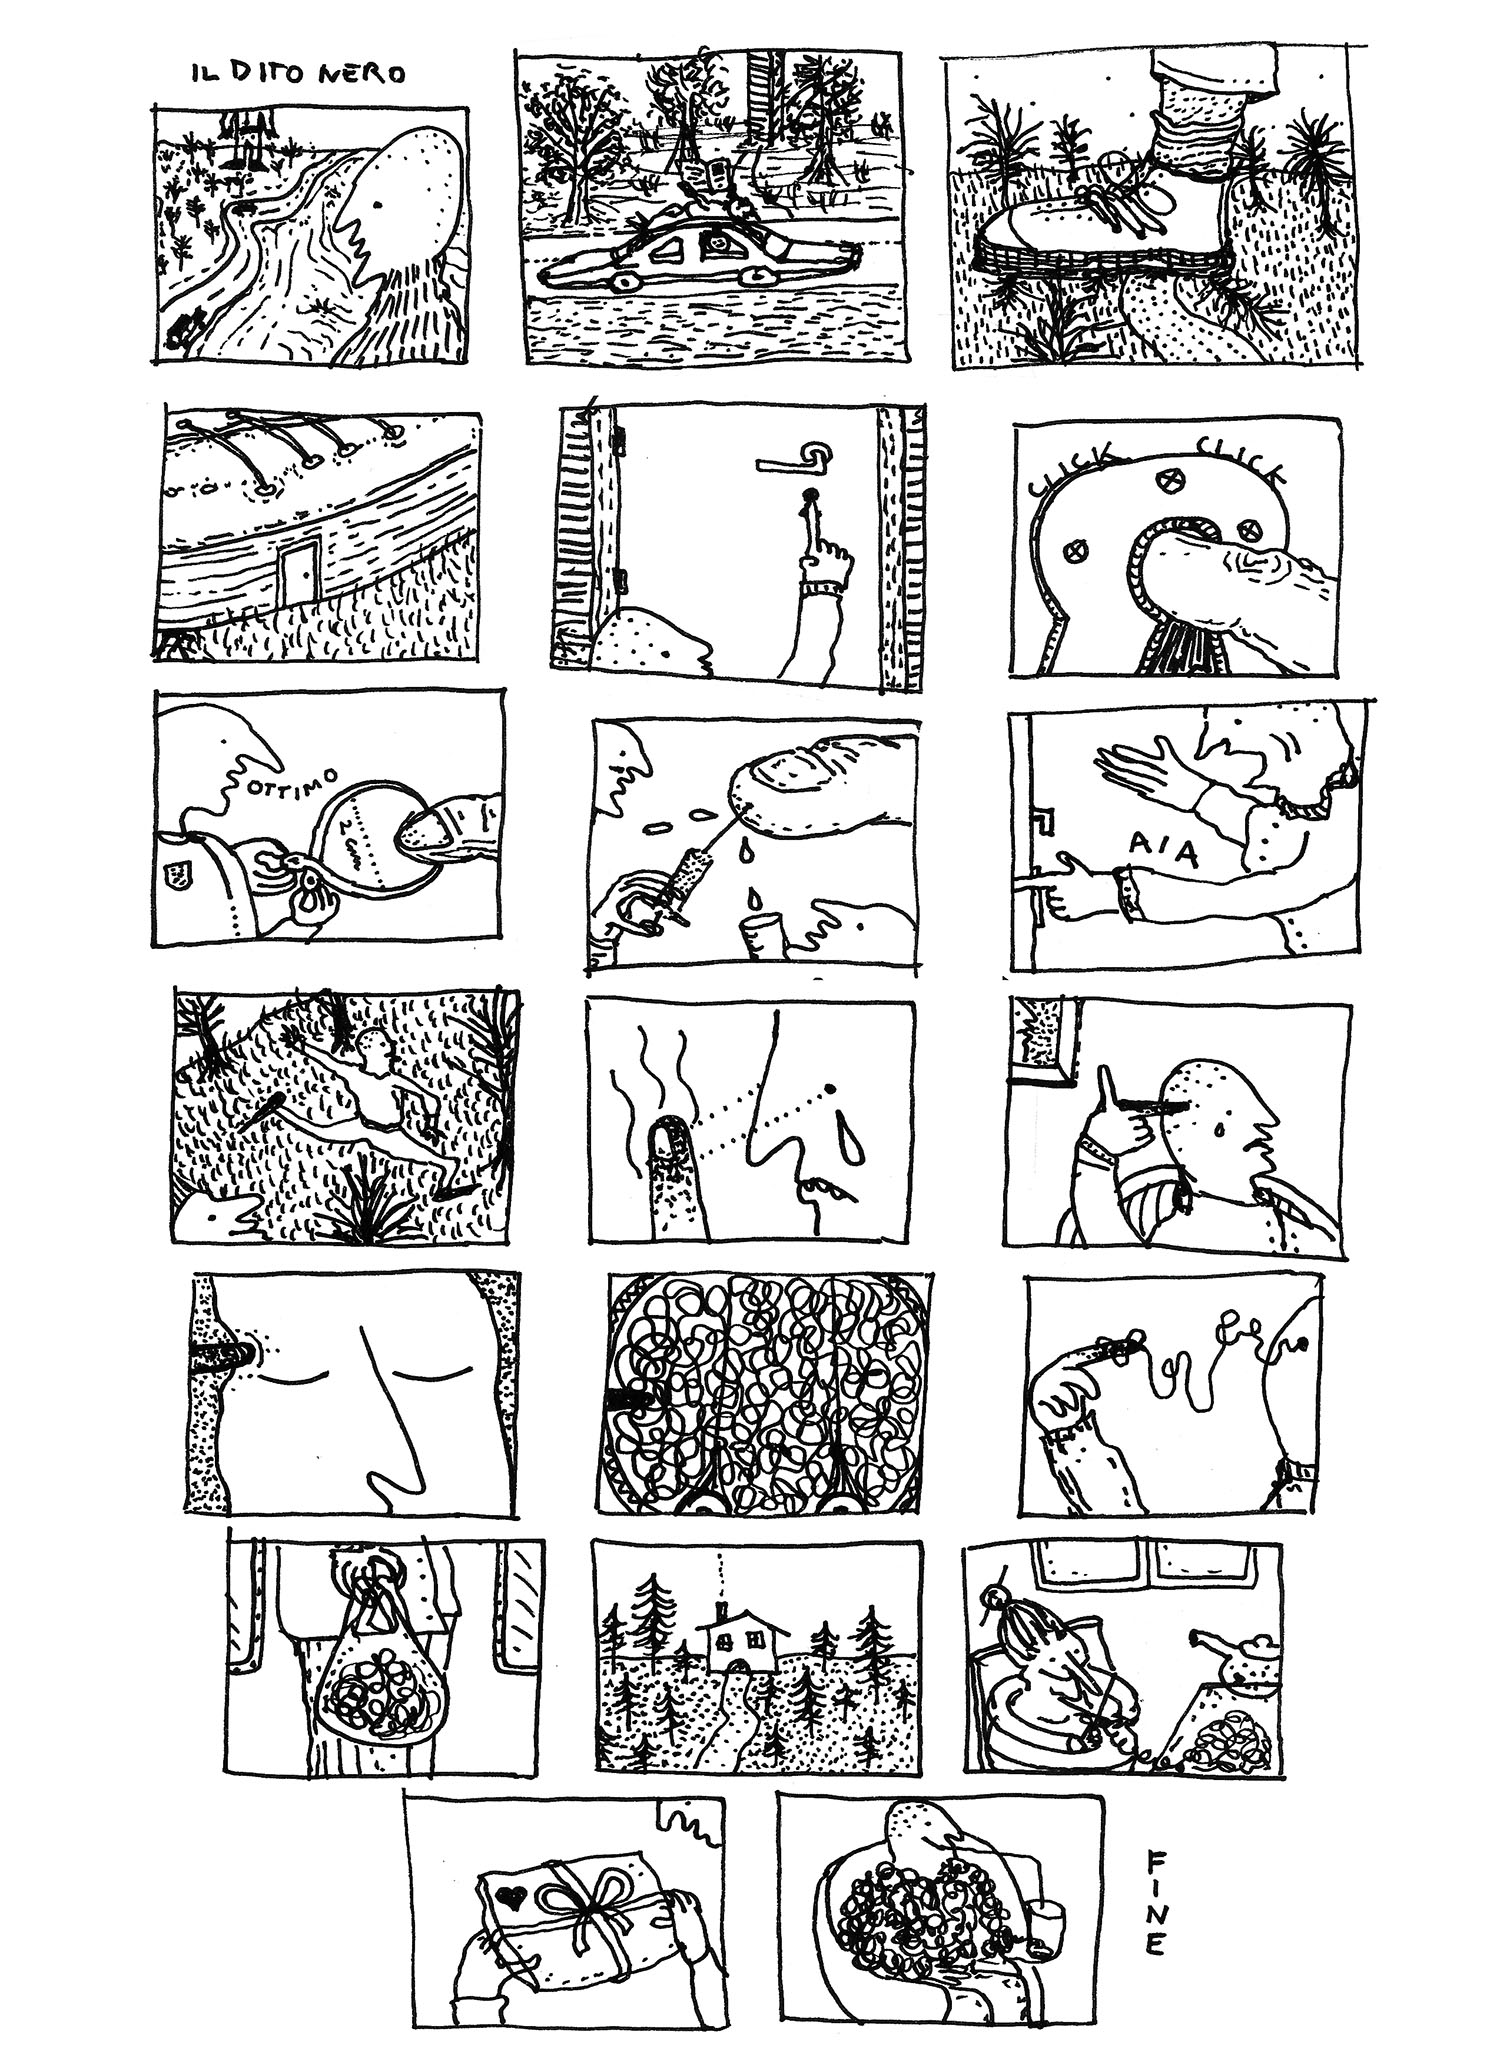 IL DITO NERO
CLICK CLICK
OTTIMO
2 cm
AIA
FINE